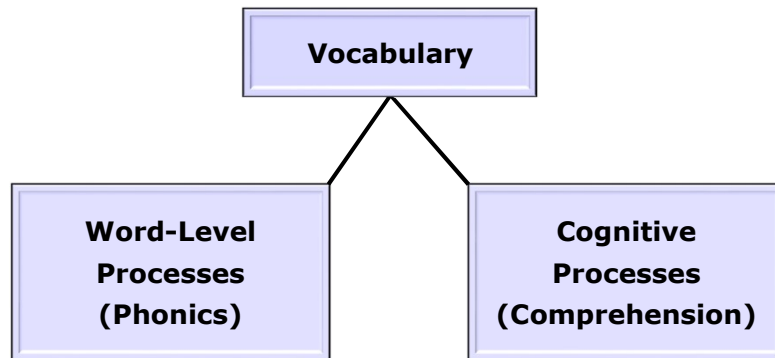 Vocabulary
Word-Level
Processes
(Phonics)
Cognitive
Processes
(Comprehension)